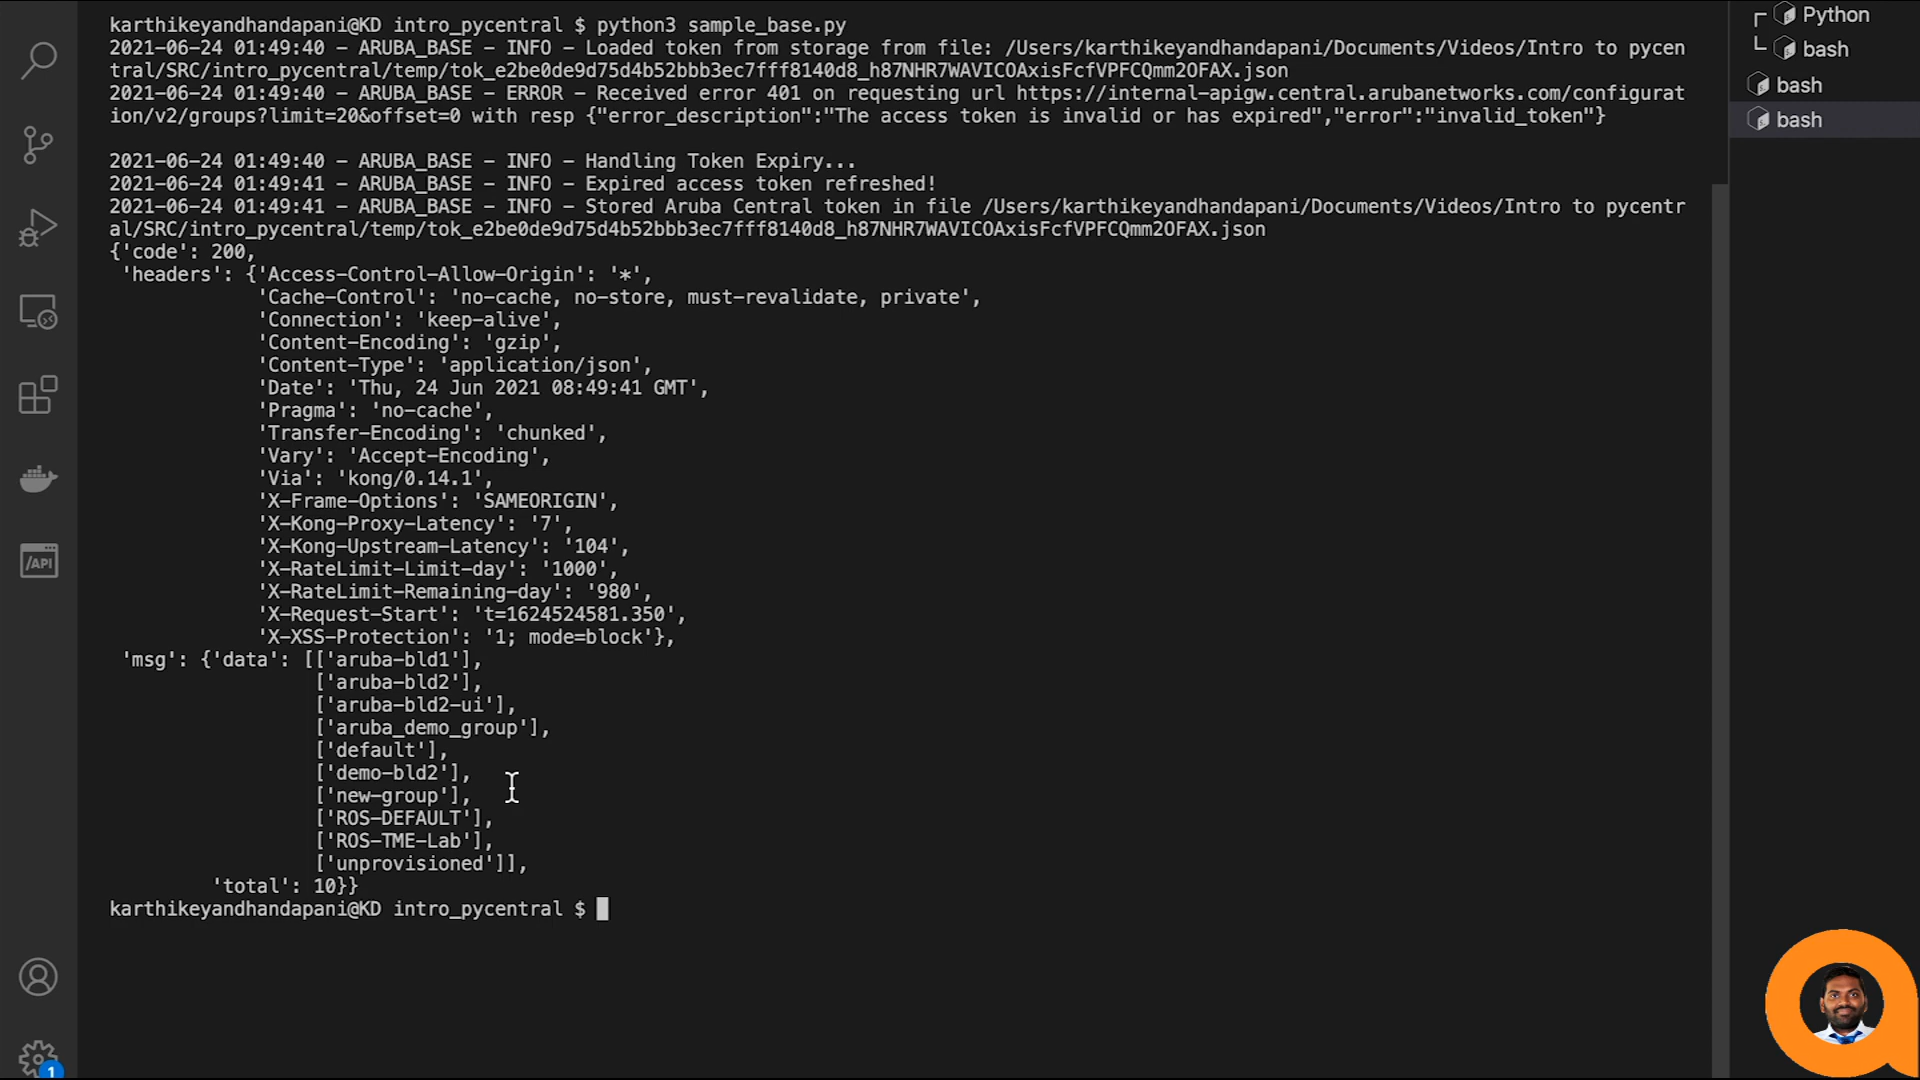 karthikeyandhandapani@KD intro_pycentral $ python3 sample_base.py
2021-06-24 01:49:40 - ARUBA_BASE - INFO - Loaded token from storage from file: /Users/karthikeyandhandapani/Documents/Videos/Intro to pycen
tral/SRC/intro_pycentral/temp/tok_e2be0de9d75d4b52bbb3ec7fff8140d8_h87NHR7WAVICOAxisFcfVPFCQmm2OFAX.json
2021-06-24 01:49:40 - ARUBA_BASE - ERROR - Received error 401 on requesting url https://internal-apigw.central.arubanetworks.com/configurat
ion/v2/groups?limit=20&offset=0 with resp {"error_description":"The access token is invalid or has expired","error":"invalid_token"}
2021-06-24 01:49:40 - ARUBA_BASE - INFO - Handling Token Expiry...
2021-06-24 01:49:41 - ARUBA_BASE - INFO - Expired access token refreshed!
2021-06-24 01:49:41 - ARUBA_BASE - INFO - Stored Aruba Central token in file /Users/karthikeyandhandapani/Documents/Videos/Intro to pycentr
al/SRC/intro_pycentral/temp/tok_e2be0de9d75d4b52bbb3ec7fff8140d8_h87NHR7WAVICOAxisFcfVPFCQmm2OFAX.json
{'code': 200,
 'headers': {'Access-Control-Allow-Origin': '*',
             'Cache-Control': 'no-cache, no-store, must-revalidate, private',
             'Connection': 'keep-alive',
             'Content-Encoding': 'gzip',
             'Content-Type': 'application/json',
             'Date': 'Thu, 24 Jun 2021 08:49:41 GMT',
             'Pragma': 'no-cache',
             'Transfer-Encoding': 'chunked',
             'Vary': 'Accept-Encoding',
             'Via': 'kong/0.14.1',
             'X-Frame-Options': 'SAMEORIGIN',
             'X-Kong-Proxy-Latency': '7',
             'X-Kong-Upstream-Latency': '104',
             'X-RateLimit-Limit-day': '1000',
             'X-RateLimit-Remaining-day': '980',
             'X-Request-Start': 't=1624524581.350',
             'X-XSS-Protection': '1; mode=block'},
 'msg': {'data': [['aruba-bld1'],
                  ['aruba-bld2'],
                  ['aruba-bld2-ui'],
                  ['aruba_demo_group'],
                  ['default'],
                  ['demo-bld2'],
                  ['new-group'],
                  ['ROS-DEFAULT'],
                  ['ROS-TME-Lab'],
                  ['unprovisioned']],
         'total': 10}}
karthikeyandhandapani@KD intro_pycentral $
Python
bash
bash
bash
/API
1